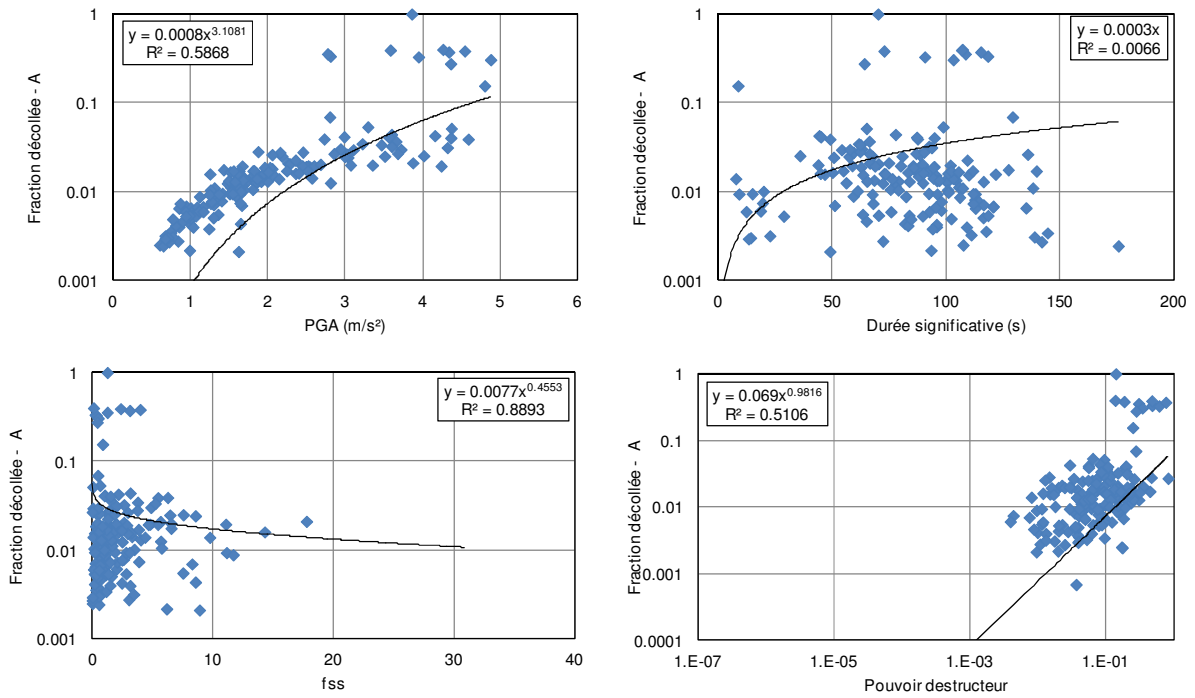 y = 0.0008x^3.1081
R² = 0.5868
1
0.1
0.01
0.001
Fraction décollée - A
0 1 2 3 4 5 6
PGA (m/s²)
y = 0.0003x
R² = 0.0066
1
0.1
0.01
0.001
Fraction décollée - A
0 50 100 150 200
Durée significative (s)
y = 0.0077x^0.4553
R² = 0.8893
1
0.1
0.01
0.001
Fraction décollée - A
0 10 20 30 40
fss
y = 0.069x^0.9816
R² = 0.5106
1
0.1
0.01
0.001
0.0001
Fraction décollée - A
1.E-07 1.E-05 1.E-03 1.E-01
Pouvoir destructeur